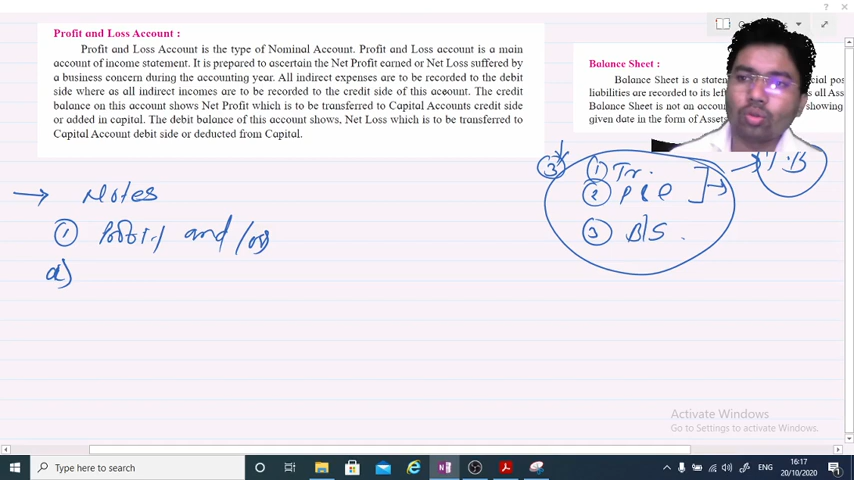 Profit and Loss Account :
Profit and Loss Account is the type of Nominal Account. Profit and Loss account is a main
account of income statement. It is prepared to ascertain the Net Profit earned or Net Loss suffered by
a business concern during the accounting year. All indirect expenses are to be recorded to the debit
side where as all indirect incomes are to be recorded to the credit side of this account. The credit
balance on this account shows Net Profit which is to be transferred to Capital Accounts credit side
or added in capital. The debit balance of this account shows, Net Loss which is to be transferred to
Capital Account debit side or deducted from Capital.
Balance Sheet :
Balance Sheet is a statem
cial pos
liabilities are recorded to its left
all Ass
Balance Sheet is not an accoun
showing
given date in the form of Assets
3 1 Tr.
T.B
2 P & L
3 B/S
→ Notes
1 Profit and loss
a)
Activate Windows
Go to Settings to activate Windows.
Type here to search
ENG
16:17
20/10/2020